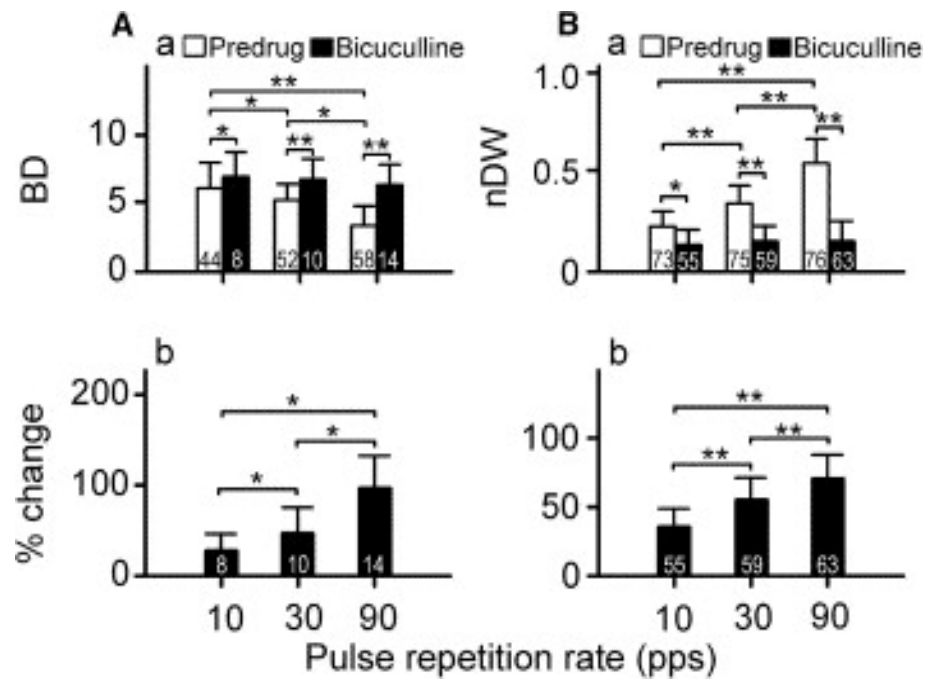 A
a Predrug Bicuculline
BD
10
5
0
**
*
*
*
**
**
44 8 52 10 58 14
B
a Predrug Bicuculline
nDW
1.0
0.5
0
**
**
**
*
**
**
73 55 75 59 76 63
b
% change
200
100
0
*
*
*
8 10 14
10 30 90
b
100
50
0
**
**
**
55 59 63
10 30 90
Pulse repetition rate (pps)